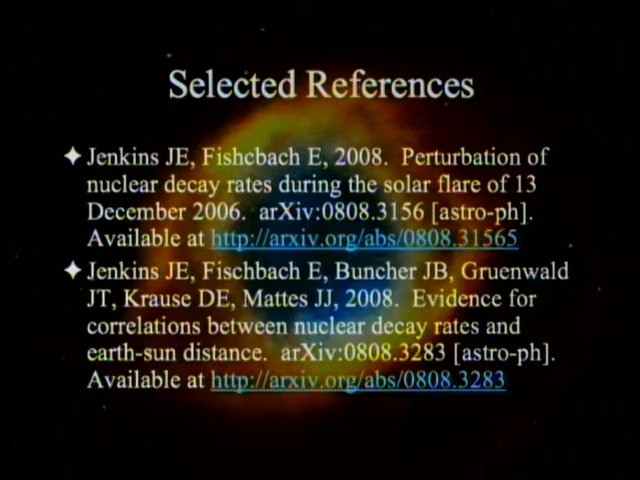 Selected References
✦ Jenkins JE, Fishcbach E, 2008. Perturbation of
nuclear decay rates during the solar flare of 13
December 2006. arXiv:0808.3156 [astro-ph].
Available at http://arxiv.org/abs/0808.31565
✦ Jenkins JE, Fischbach E, Buncher JB, Gruenwald
JT, Krause DE, Mattes JJ, 2008. Evidence for
correlations between nuclear decay rates and
earth-sun distance. arXiv:0808.3283 [astro-ph].
Available at http://arxiv.org/abs/0808.3283